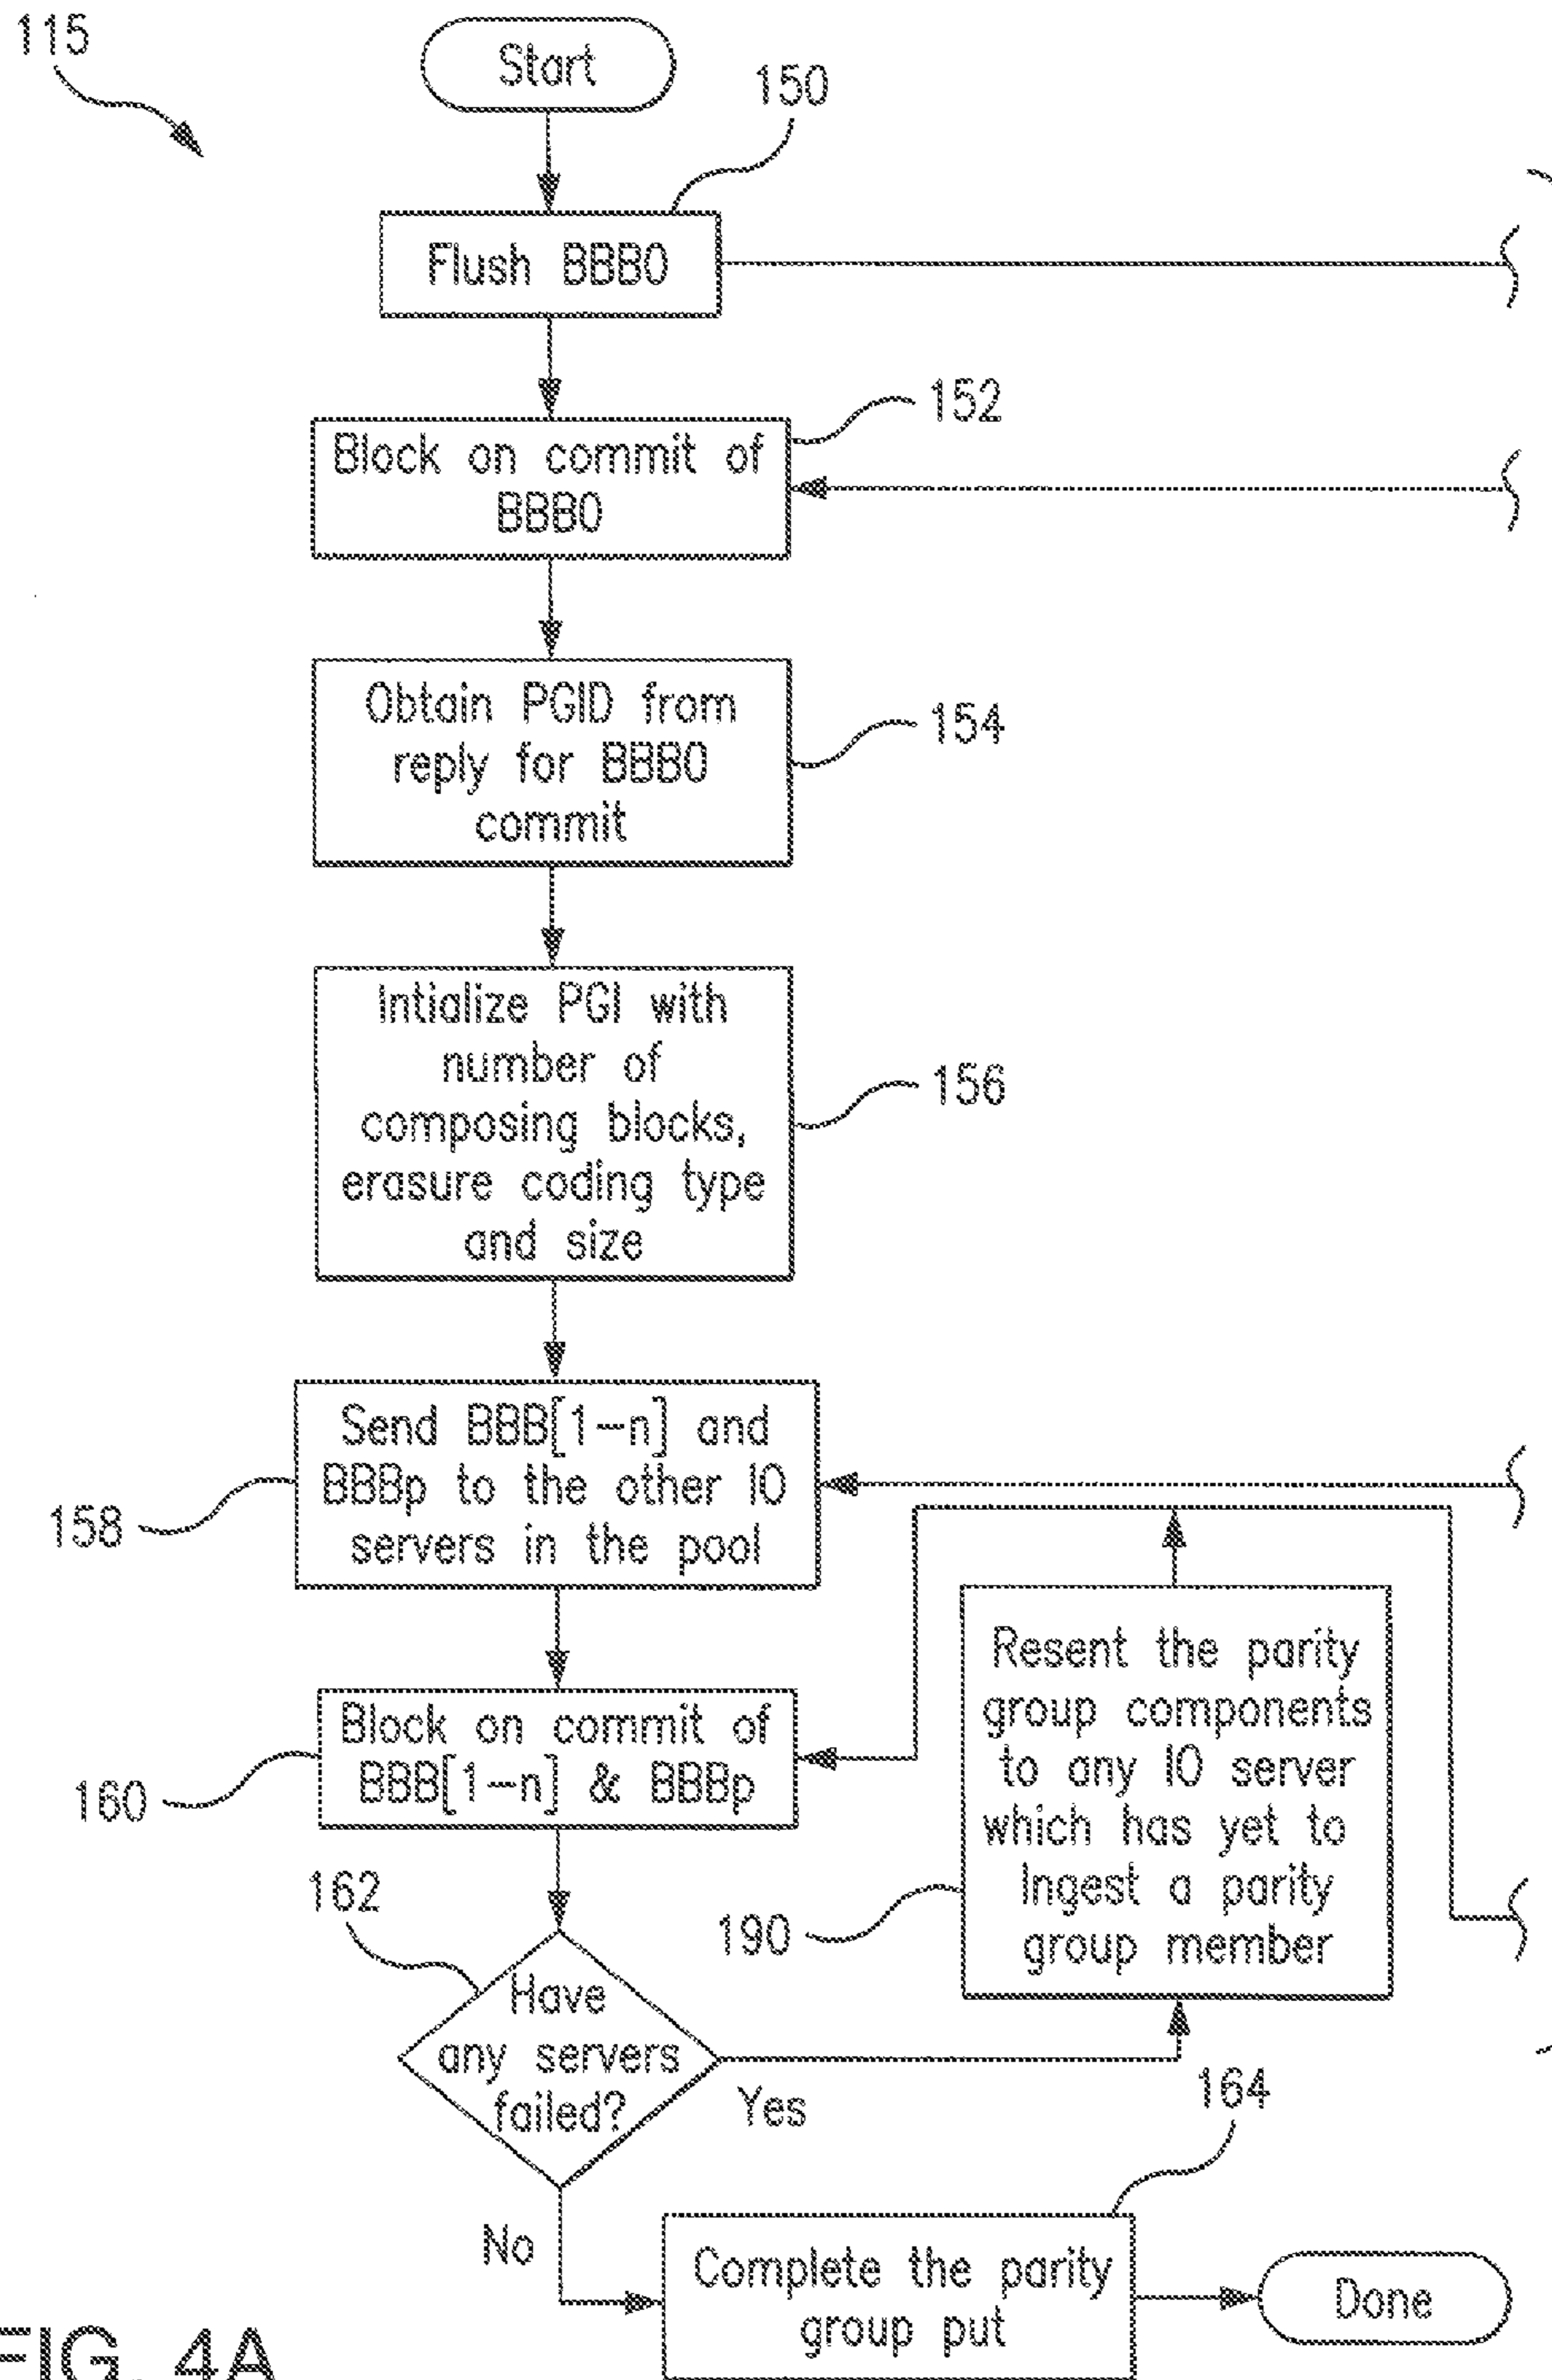 115
Start
150
Flush BBB0
152
Block on commit of
BBB0
Obtain PGID from
reply for BBB0
commit
154
Intialize PGI with
number of
composing blocks,
erasure coding type
and size
156
Send BBB[1-n] and
BBBp to the other IO
servers in the pool
158
Resent the parity
group components
to any IO server
which has yet to
Ingest a parity
group member
190
Block on commit of
BBB[1-n] & BBBp
160
162
Have
any servers
failed?
Yes
No
164
Complete the parity
group put
Done
FIG. 4A